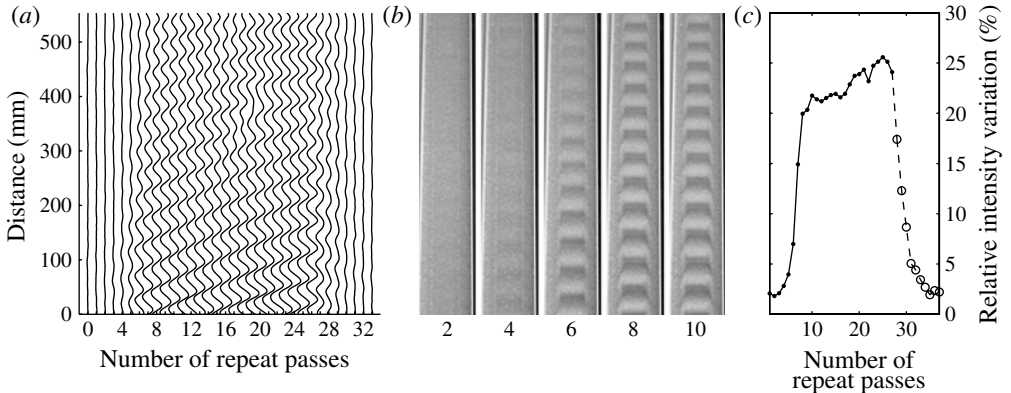 (a)
500
400
300
200
100
0
Distance (mm)
0 4 8 12 16 20 24 28 32
Number of repeat passes
(b)
2 4 6 8 10
(c)
30
25
20
15
10
5
0
Relative intensity variation (%)
10 20 30
Number of
repeat passes